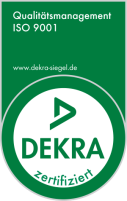 Qualitätsmanagement
ISO 9001
www.dekra-siegel.de
DEKRA
zertifiziert